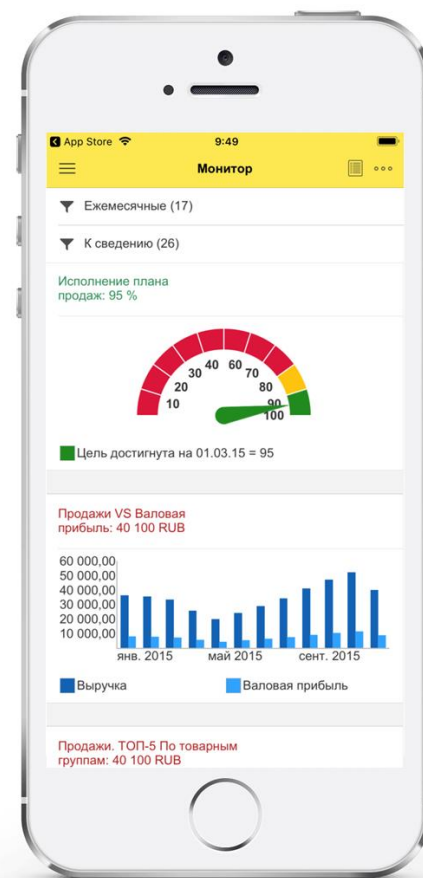 App Store 9:49
Монитор
Ежемесячные (17)
К сведению (26)
Исполнение плана
продаж: 95 %
10 20 30 40 60 70 80 90 100
Цель достигнута на 01.03.15 = 95
Продажи VS Валовая
прибыль: 40 100 RUB
60 000,00
50 000,00
40 000,00
30 000,00
20 000,00
10 000,00
янв. 2015 май 2015 сент. 2015
Выручка Валовая прибыль
Продажи. ТОП-5 По товарным
группам: 40 100 RUB